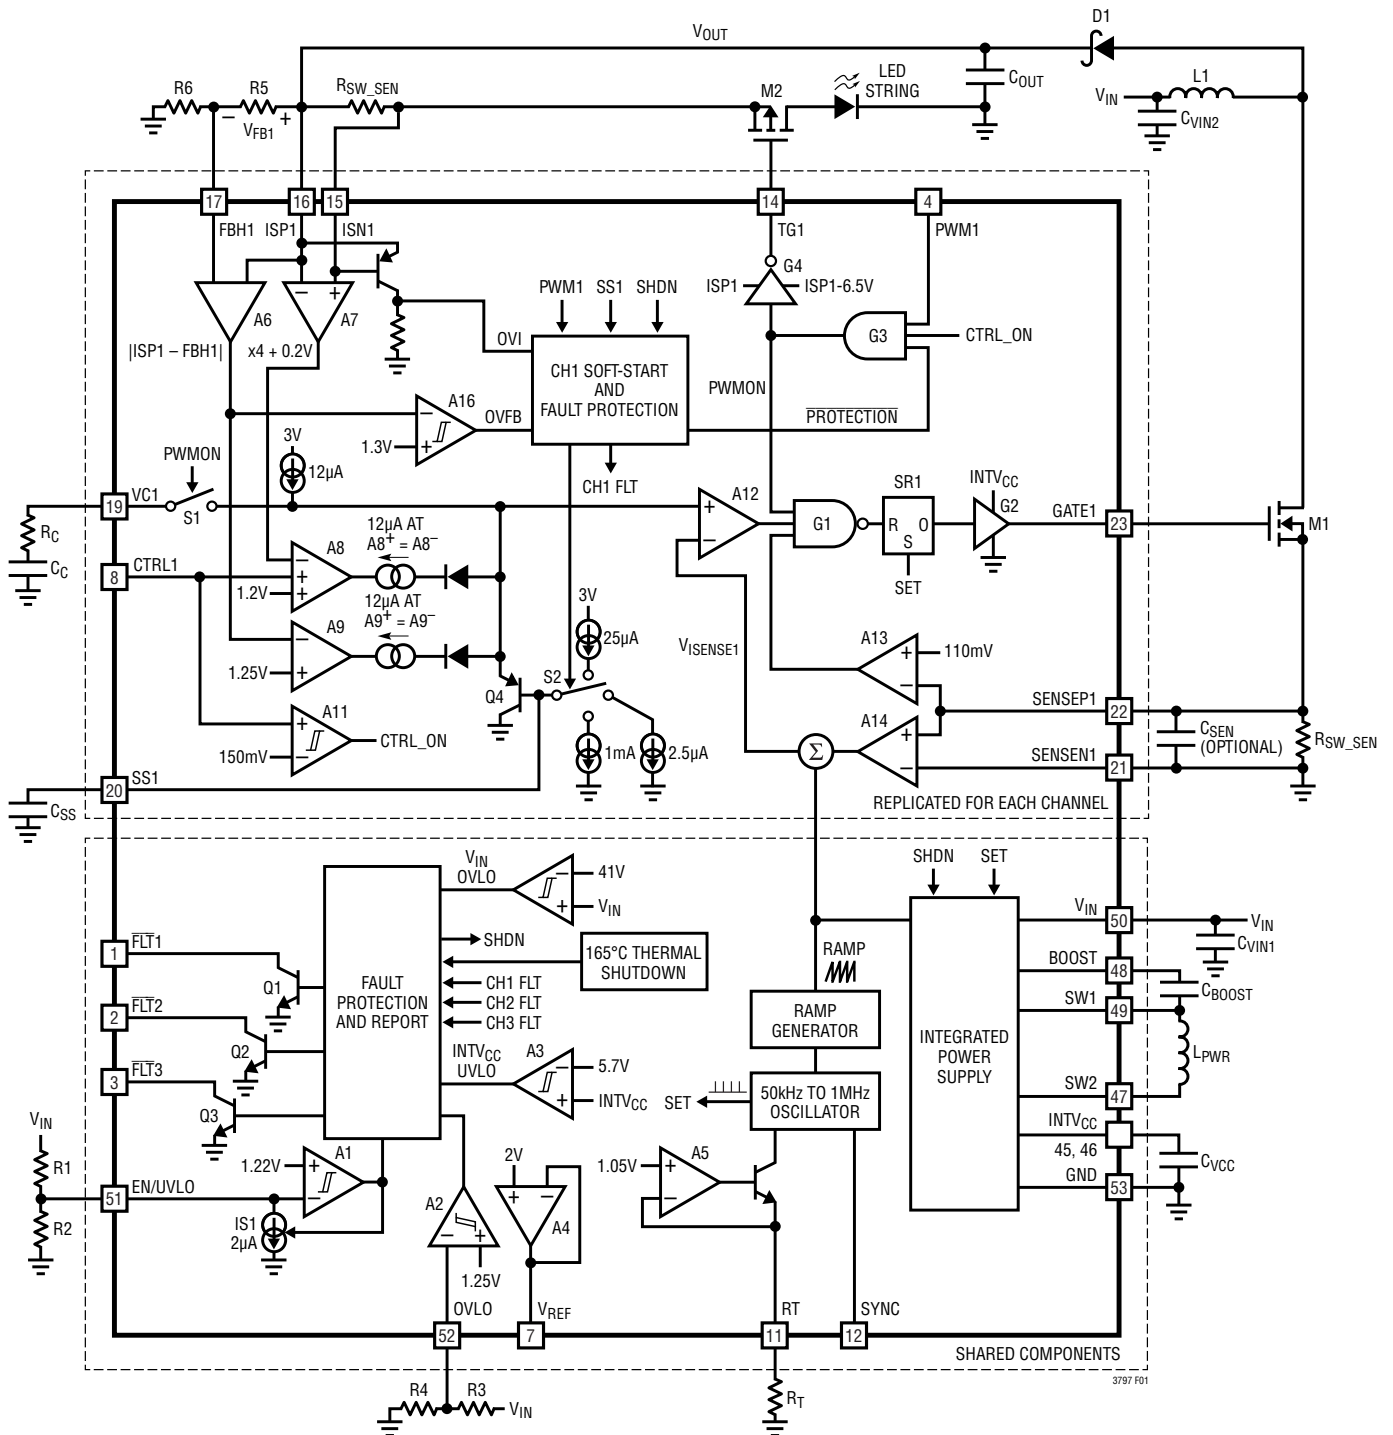 D1
VOUT
L1
VIN
CVIN2
COUT
LED
STRING
M2
R6
R5
RSW_SEN
− VFB1 +
17
16
15
14
4
FBH1
ISP1
ISN1
TG1
PWM1
G4
ISP1
ISP1-6.5V
− +
A6
A7
|ISP1 – FBH1|
x4 + 0.2V
PWM1
SS1
SHDN
OVI
CH1 SOFT-START
AND
FAULT PROTECTION
G3
CTRL_ON
PWMON
PROTECTION
A16
−
+
OVFB
1.3V
CH1 FLT
3V
12µA
PWMON
19
VC1
S1
RC
CC
8
CTRL1
12µA AT
A8+ = A8–
A8
−
+
+
1.2V
12µA AT
A9+ = A9–
A9
−
+
1.25V
A11
+
−
150mV
CTRL_ON
Q4
3V
25µA
S2
1mA
2.5µA
20
SS1
CSS
A12
+
−
G1
SR1
R O
S
SET
INTVCC
G2
GATE1
23
M1
VISENSE1
A13
+
−
110mV
SENSEP1
22
A14
+
−
SENSEN1
21
CSEN
(OPTIONAL)
RSW_SEN
Σ
REPLICATED FOR EACH CHANNEL
VIN
OVLO
−
+
41V
VIN
SHDN
165°C THERMAL
SHUTDOWN
FAULT
PROTECTION
AND REPORT
CH1 FLT
CH2 FLT
CH3 FLT
INTVCC
UVLO
A3
−
+
5.7V
INTVCC
1
FLT1
Q1
2
FLT2
Q2
3
FLT3
Q3
VIN
R1
R2
51
EN/UVLO
1.22V
+
−
A1
IS1
2µA
A2
− +
1.25V
OVLO
52
2V
+ −
A4
VREF
7
1.05V
+
−
A5
RT
11
SYNC
12
RAMP
RAMP
GENERATOR
50kHz TO 1MHz
OSCILLATOR
SET
SHDN
SET
INTEGRATED
POWER
SUPPLY
VIN
50
VIN
CVIN1
BOOST
48
CBOOST
SW1
49
LPWR
SW2
47
INTVCC
45, 46
CVCC
GND
53
SHARED COMPONENTS
3797 F01
R4
R3
VIN
RT